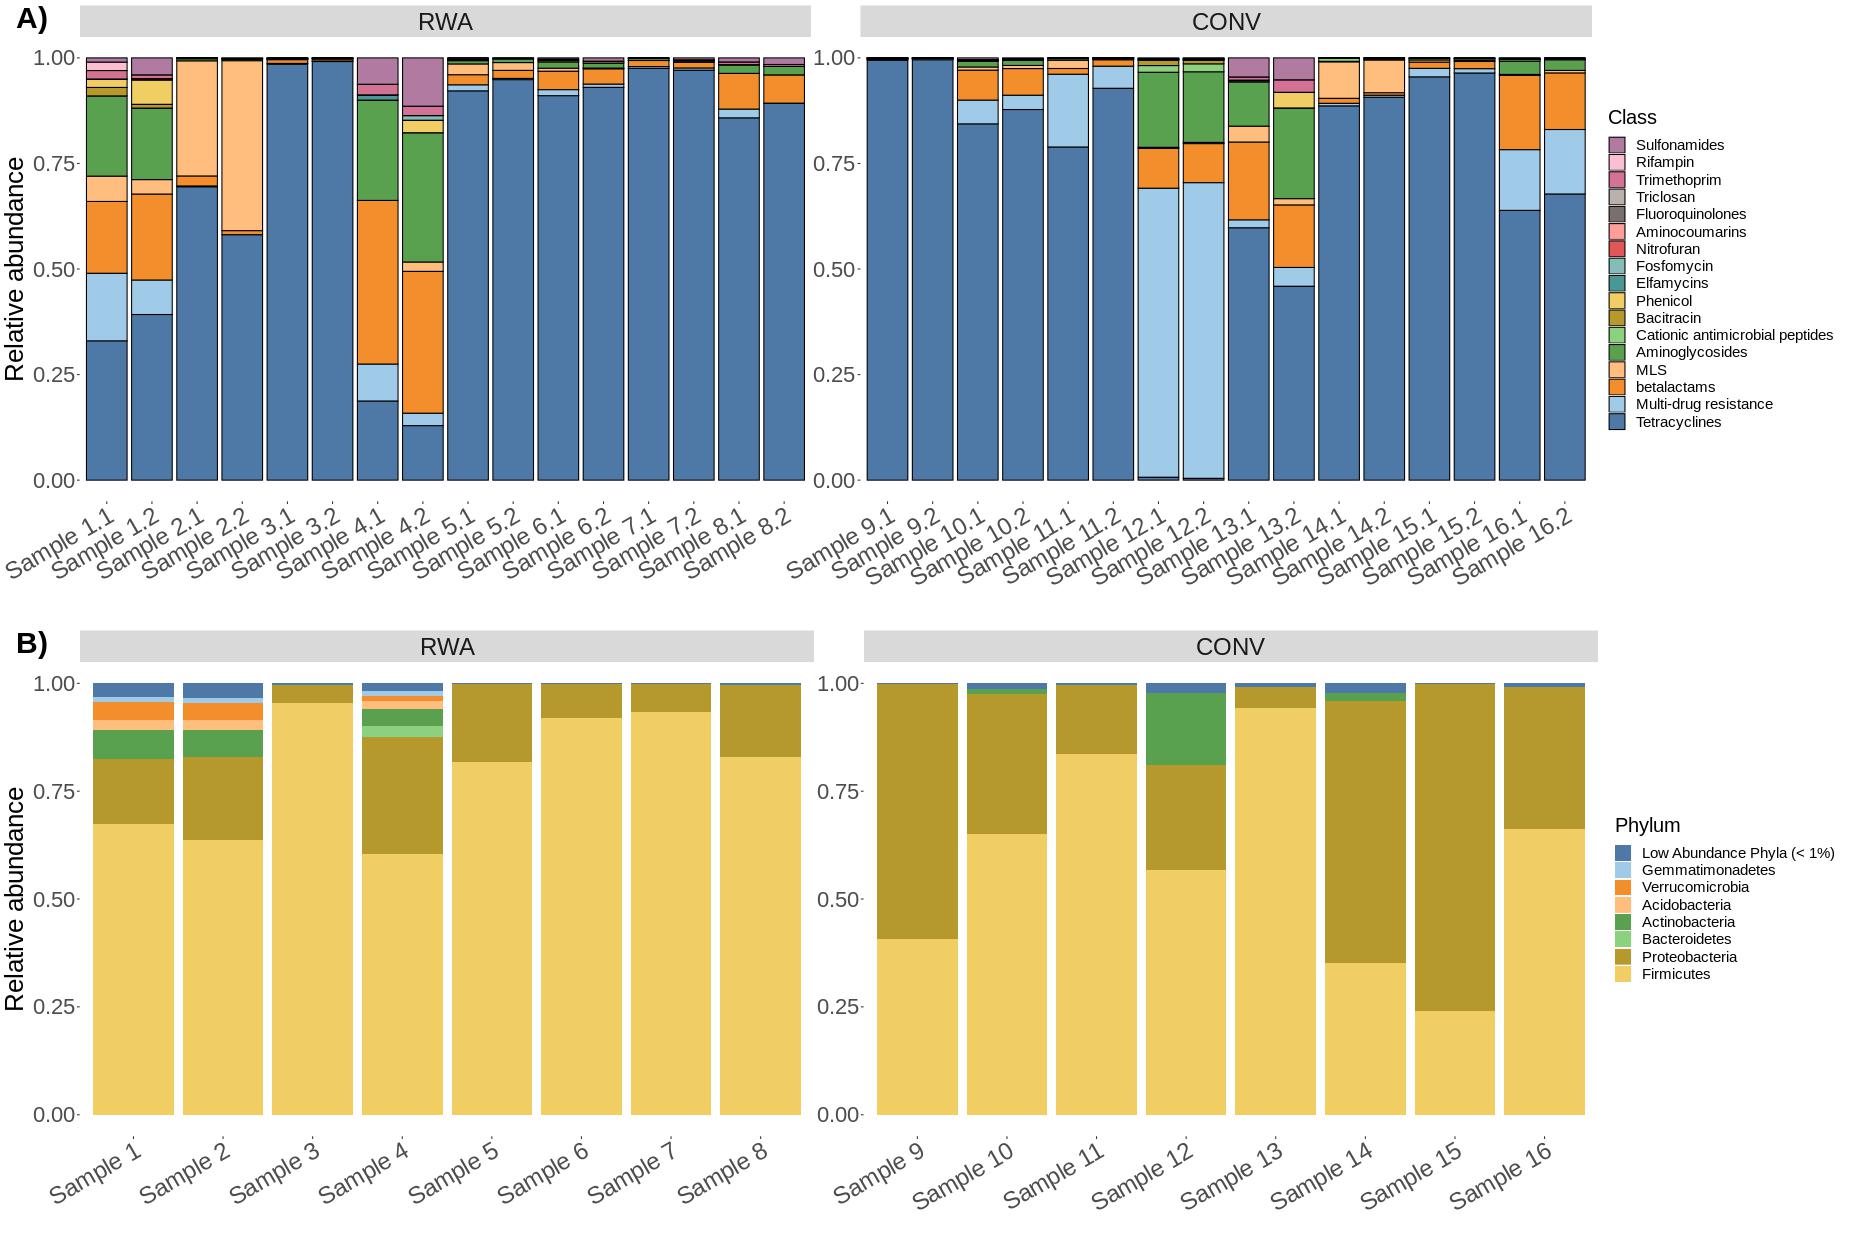 A)
RWA
CONV
Relative abundance
1.00
0.75
0.50
0.25
0.00
1.00
0.75
0.50
0.25
0.00
Sample 1.1
Sample 1.2
Sample 2.1
Sample 2.2
Sample 3.1
Sample 3.2
Sample 4.1
Sample 4.2
Sample 5.1
Sample 5.2
Sample 6.1
Sample 6.2
Sample 7.1
Sample 7.2
Sample 8.1
Sample 8.2
Sample 9.1
Sample 9.2
Sample 10.1
Sample 10.2
Sample 11.1
Sample 11.2
Sample 12.1
Sample 12.2
Sample 13.1
Sample 13.2
Sample 14.1
Sample 14.2
Sample 15.1
Sample 15.2
Sample 16.1
Sample 16.2
Class
Sulfonamides
Rifampin
Trimethoprim
Triclosan
Fluoroquinolones
Aminocoumarins
Nitrofuran
Fosfomycin
Elfamycins
Phenicol
Bacitracin
Cationic antimicrobial peptides
Aminoglycosides
MLS
betalactams
Multi-drug resistance
Tetracyclines
B)
RWA
CONV
Relative abundance
1.00
0.75
0.50
0.25
0.00
1.00
0.75
0.50
0.25
0.00
Sample 1
Sample 2
Sample 3
Sample 4
Sample 5
Sample 6
Sample 7
Sample 8
Sample 9
Sample 10
Sample 11
Sample 12
Sample 13
Sample 14
Sample 15
Sample 16
Phylum
Low Abundance Phyla (< 1%)
Gemmatimonadetes
Verrucomicrobia
Acidobacteria
Actinobacteria
Bacteroidetes
Proteobacteria
Firmicutes